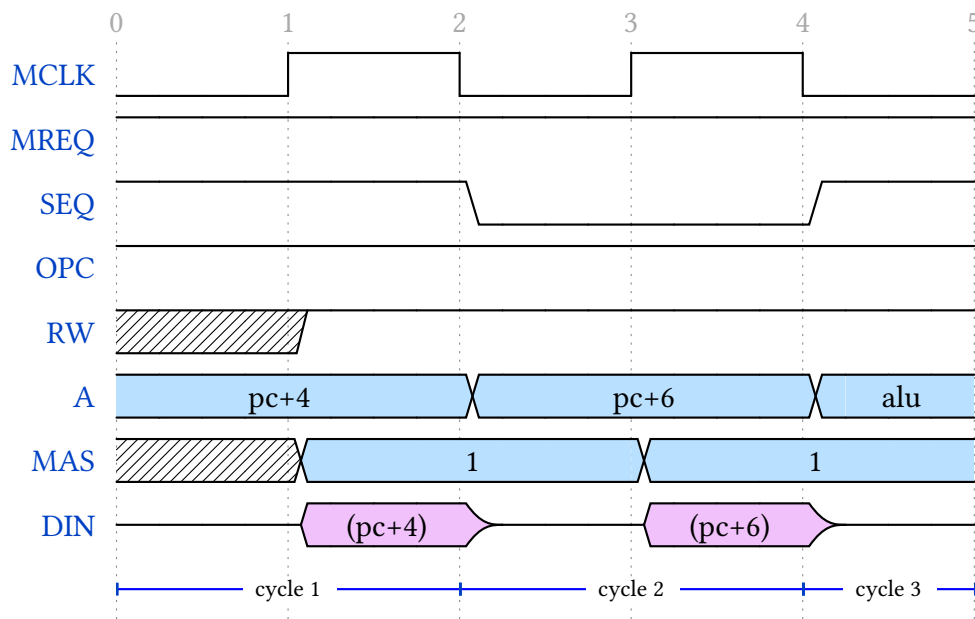 0 1 2 3 4 5
MCLK
MREQ
SEQ
OPC
RW
A pc+4 pc+6 alu
MAS 1 1
DIN (pc+4) (pc+6)
cycle 1 cycle 2 cycle 3